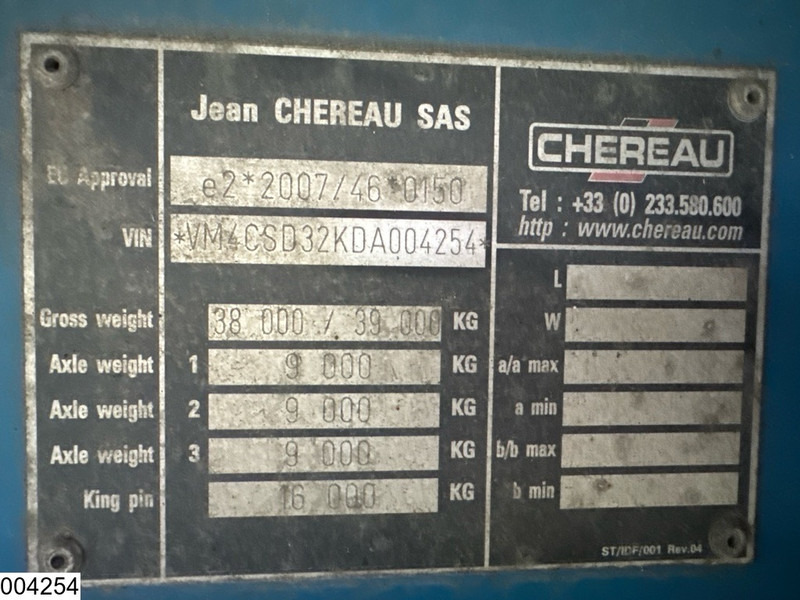 Jean CHEREAU SAS
EC Approval e2*2007/46*0150
VIN *VM4CSD32KDA004254*
Gross weight 38 000 / 39 000 KG
Axle weight 1 9 000 KG
Axle weight 2 9 000 KG
Axle weight 3 9 000 KG
King pin 16 000 KG
CHEREAU
Tel : +33 (0) 233.580.600
http : www.chereau.com
L
W
a/a max
a min
b/b max
b min
ST/IDF/001 Rev.04
004254